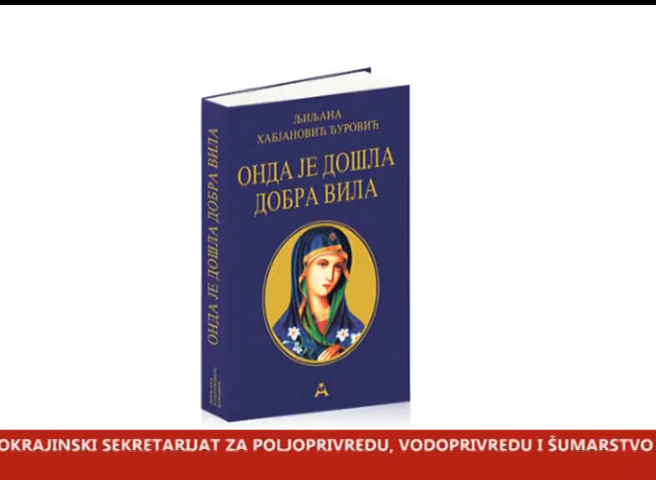 ЉИЉАНА
ХАБЈАНОВИЋ ЂУРОВИЋ
ОНДА ЈЕ ДОШЛА
ДОБРА ВИЛА
ОНДА ЈЕ ДОШЛА ДОБРА ВИЛА
OKRAJINSKI SEKRETARIJAT ZA POLJOPRIVREDU, VODOPRIVREDU I ŠUMARSTVO